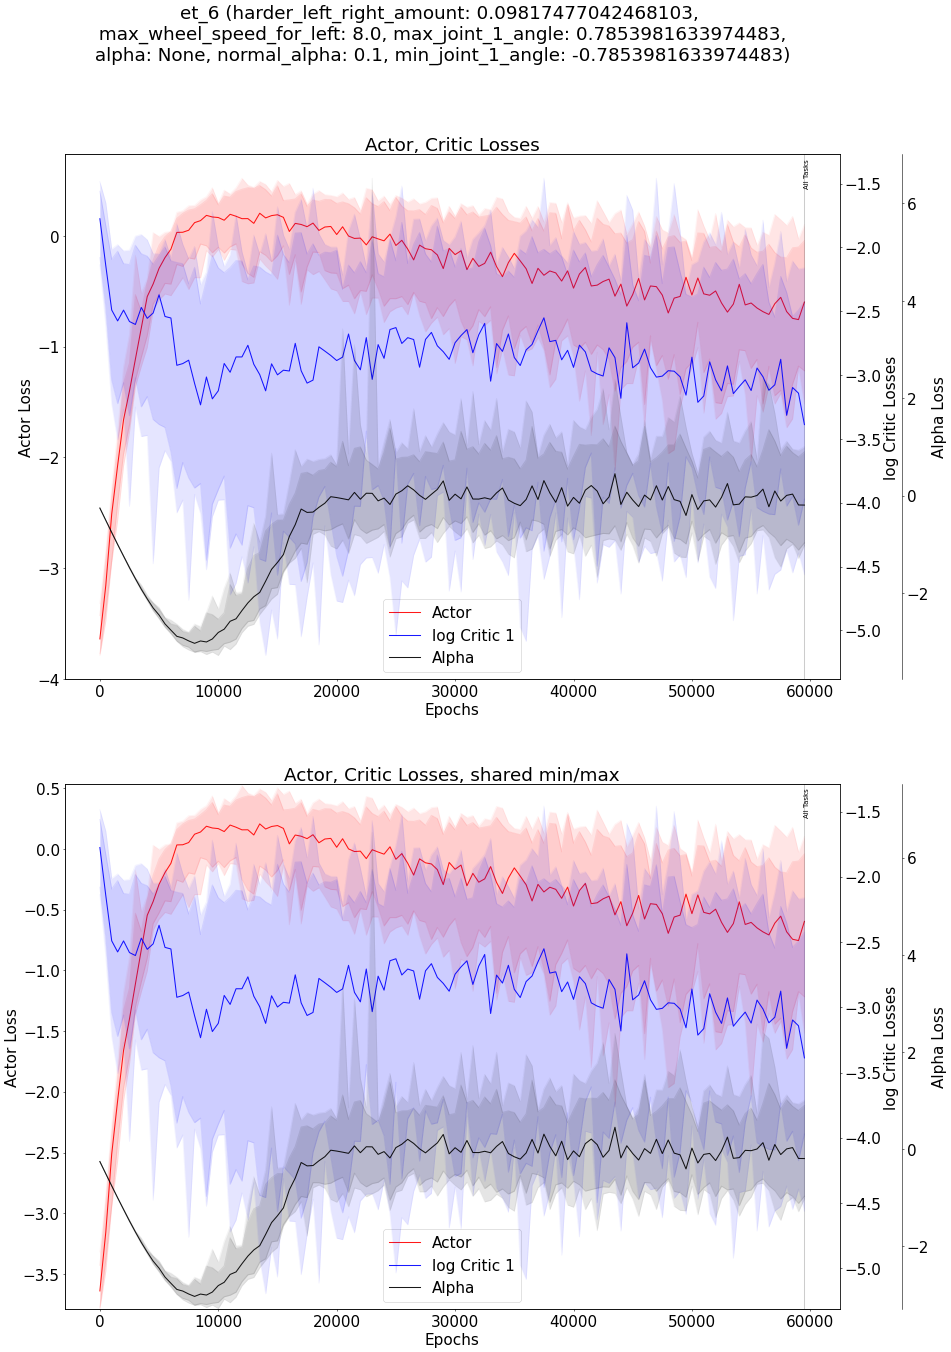 et_6 (harder_left_right_amount: 0.09817477042468103,
max_wheel_speed_for_left: 8.0, max_joint_1_angle: 0.7853981633974483,
alpha: None, normal_alpha: 0.1, min_joint_1_angle: -0.7853981633974483)
Actor, Critic Losses
All Tasks
0
−1
−2
−3
−4
Actor Loss
−1.5
−2.0
−2.5
−3.0
−3.5
−4.0
−4.5
−5.0
log Critic Losses
6
4
2
0
−2
Alpha Loss
Actor
log Critic 1
Alpha
0 10000 20000 30000 40000 50000 60000
Epochs
Actor, Critic Losses, shared min/max
All Tasks
0.5
0.0
−0.5
−1.0
−1.5
−2.0
−2.5
−3.0
−3.5
Actor Loss
−1.5
−2.0
−2.5
−3.0
−3.5
−4.0
−4.5
−5.0
log Critic Losses
6
4
2
0
−2
Alpha Loss
Actor
log Critic 1
Alpha
0 10000 20000 30000 40000 50000 60000
Epochs